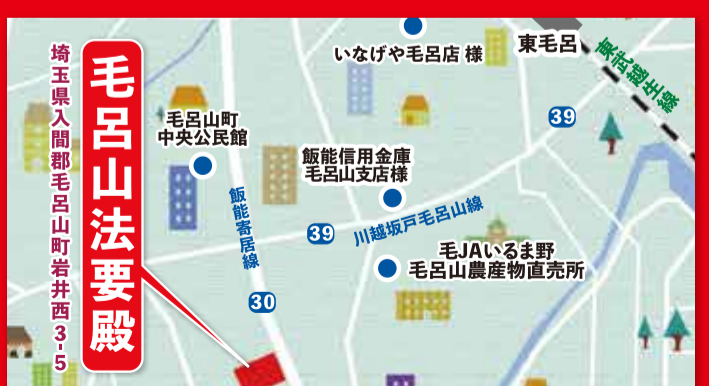 毛呂山法要殿
埼玉県入間郡毛呂山町岩井西3-5
いなげや毛呂店 様
東毛呂
東武越生線
毛呂山町
中央公民館
飯能信用金庫
毛呂山支店様
39
飯能寄居線
39
川越坂戸毛呂山線
毛JAいるま野
毛呂山農産物直売所
30